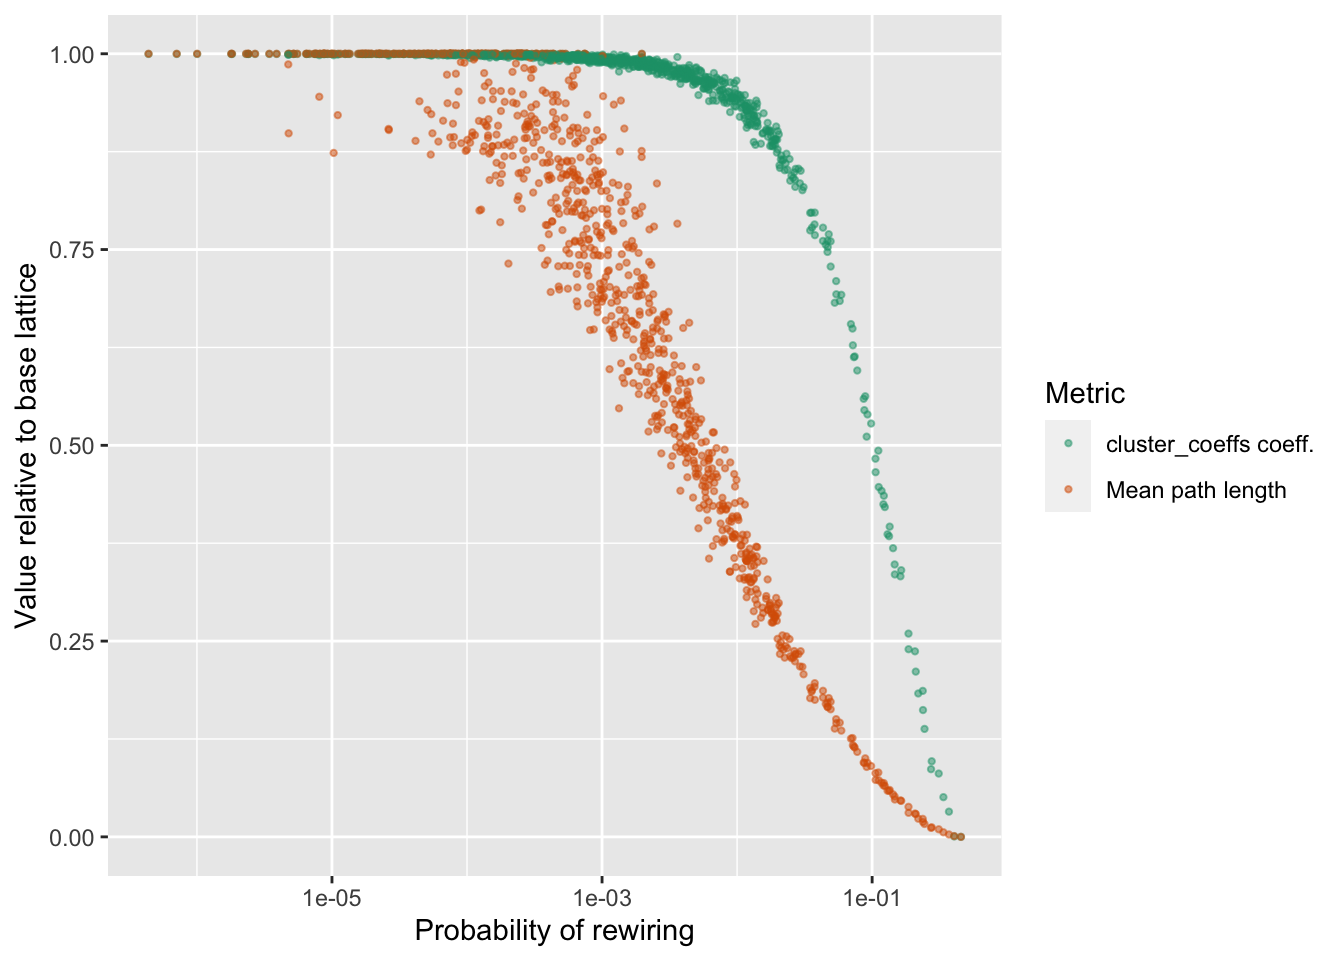 1.00
0.75
0.50
0.25
0.00
Value relative to base lattice
1e-05
1e-03
1e-01
Probability of rewiring
Metric
cluster_coeffs coeff.
Mean path length